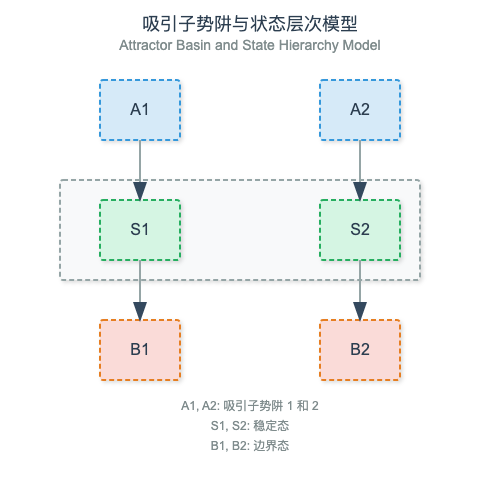 吸引子势阱与状态层次模型
Attractor Basin and State Hierarchy Model
A1
A2
S1
S2
B1
B2
A1, A2: 吸引子势阱 1 和 2
S1, S2: 稳定态
B1, B2: 边界态